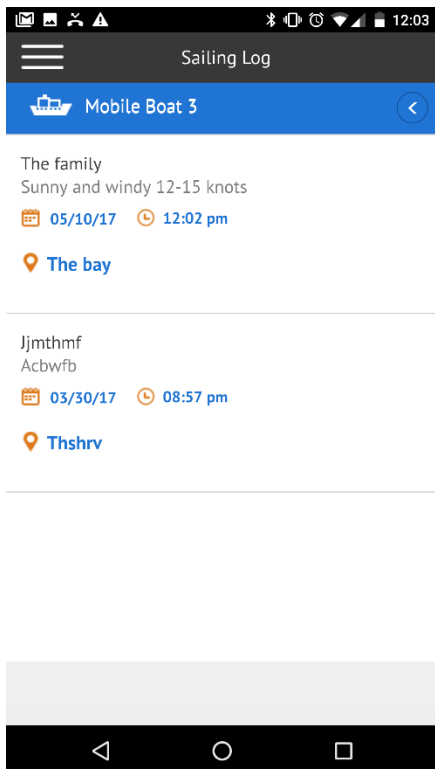 12:03
Sailing Log
Mobile Boat 3
The family
Sunny and windy 12-15 knots
05/10/17 12:02 pm
The bay
Jjmthmf
Acbwfb
03/30/17 08:57 pm
Thshrv